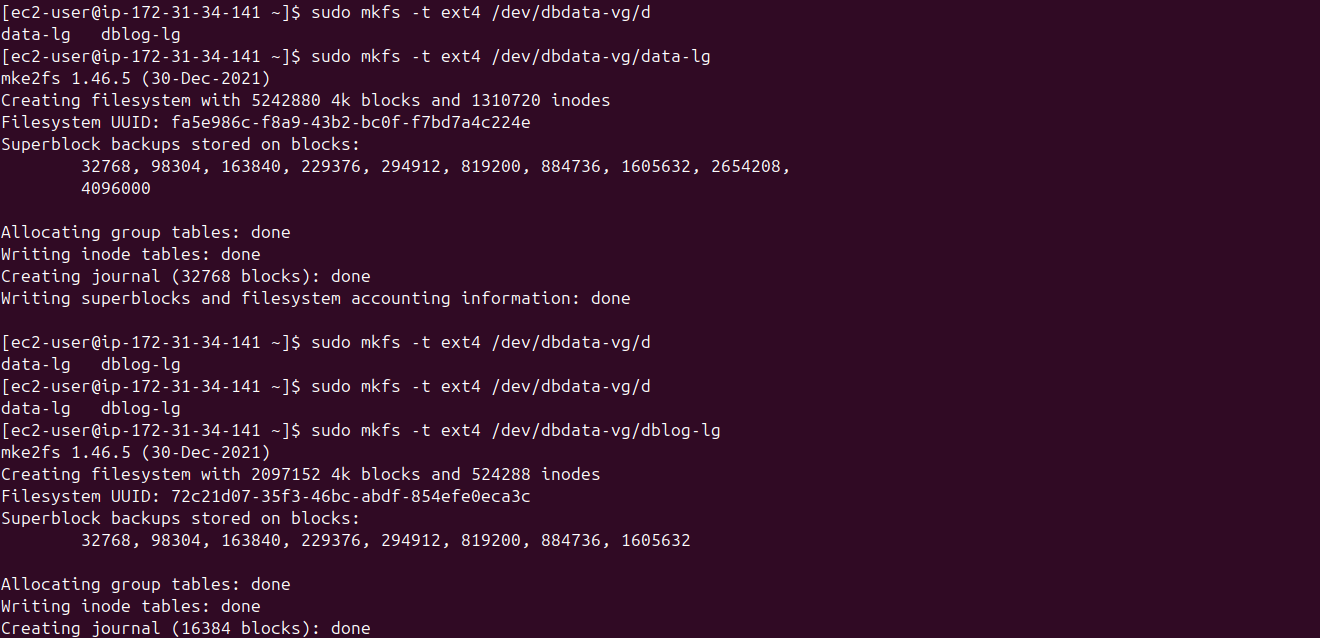 [ec2-user@ip-172-31-34-141 ~]$ sudo mkfs -t ext4 /dev/dbdata-vg/d
data-lg   dblog-lg
[ec2-user@ip-172-31-34-141 ~]$ sudo mkfs -t ext4 /dev/dbdata-vg/data-lg
mke2fs 1.46.5 (30-Dec-2021)
Creating filesystem with 5242880 4k blocks and 1310720 inodes
Filesystem UUID: fa5e986c-f8a9-43b2-bc0f-f7bd7a4c224e
Superblock backups stored on blocks:
        32768, 98304, 163840, 229376, 294912, 819200, 884736, 1605632, 2654208,
        4096000

Allocating group tables: done
Writing inode tables: done
Creating journal (32768 blocks): done
Writing superblocks and filesystem accounting information: done

[ec2-user@ip-172-31-34-141 ~]$ sudo mkfs -t ext4 /dev/dbdata-vg/d
data-lg   dblog-lg
[ec2-user@ip-172-31-34-141 ~]$ sudo mkfs -t ext4 /dev/dbdata-vg/d
data-lg   dblog-lg
[ec2-user@ip-172-31-34-141 ~]$ sudo mkfs -t ext4 /dev/dbdata-vg/dblog-lg
mke2fs 1.46.5 (30-Dec-2021)
Creating filesystem with 2097152 4k blocks and 524288 inodes
Filesystem UUID: 72c21d07-35f3-46bc-abdf-854efe0eca3c
Superblock backups stored on blocks:
        32768, 98304, 163840, 229376, 294912, 819200, 884736, 1605632

Allocating group tables: done
Writing inode tables: done
Creating journal (16384 blocks): done